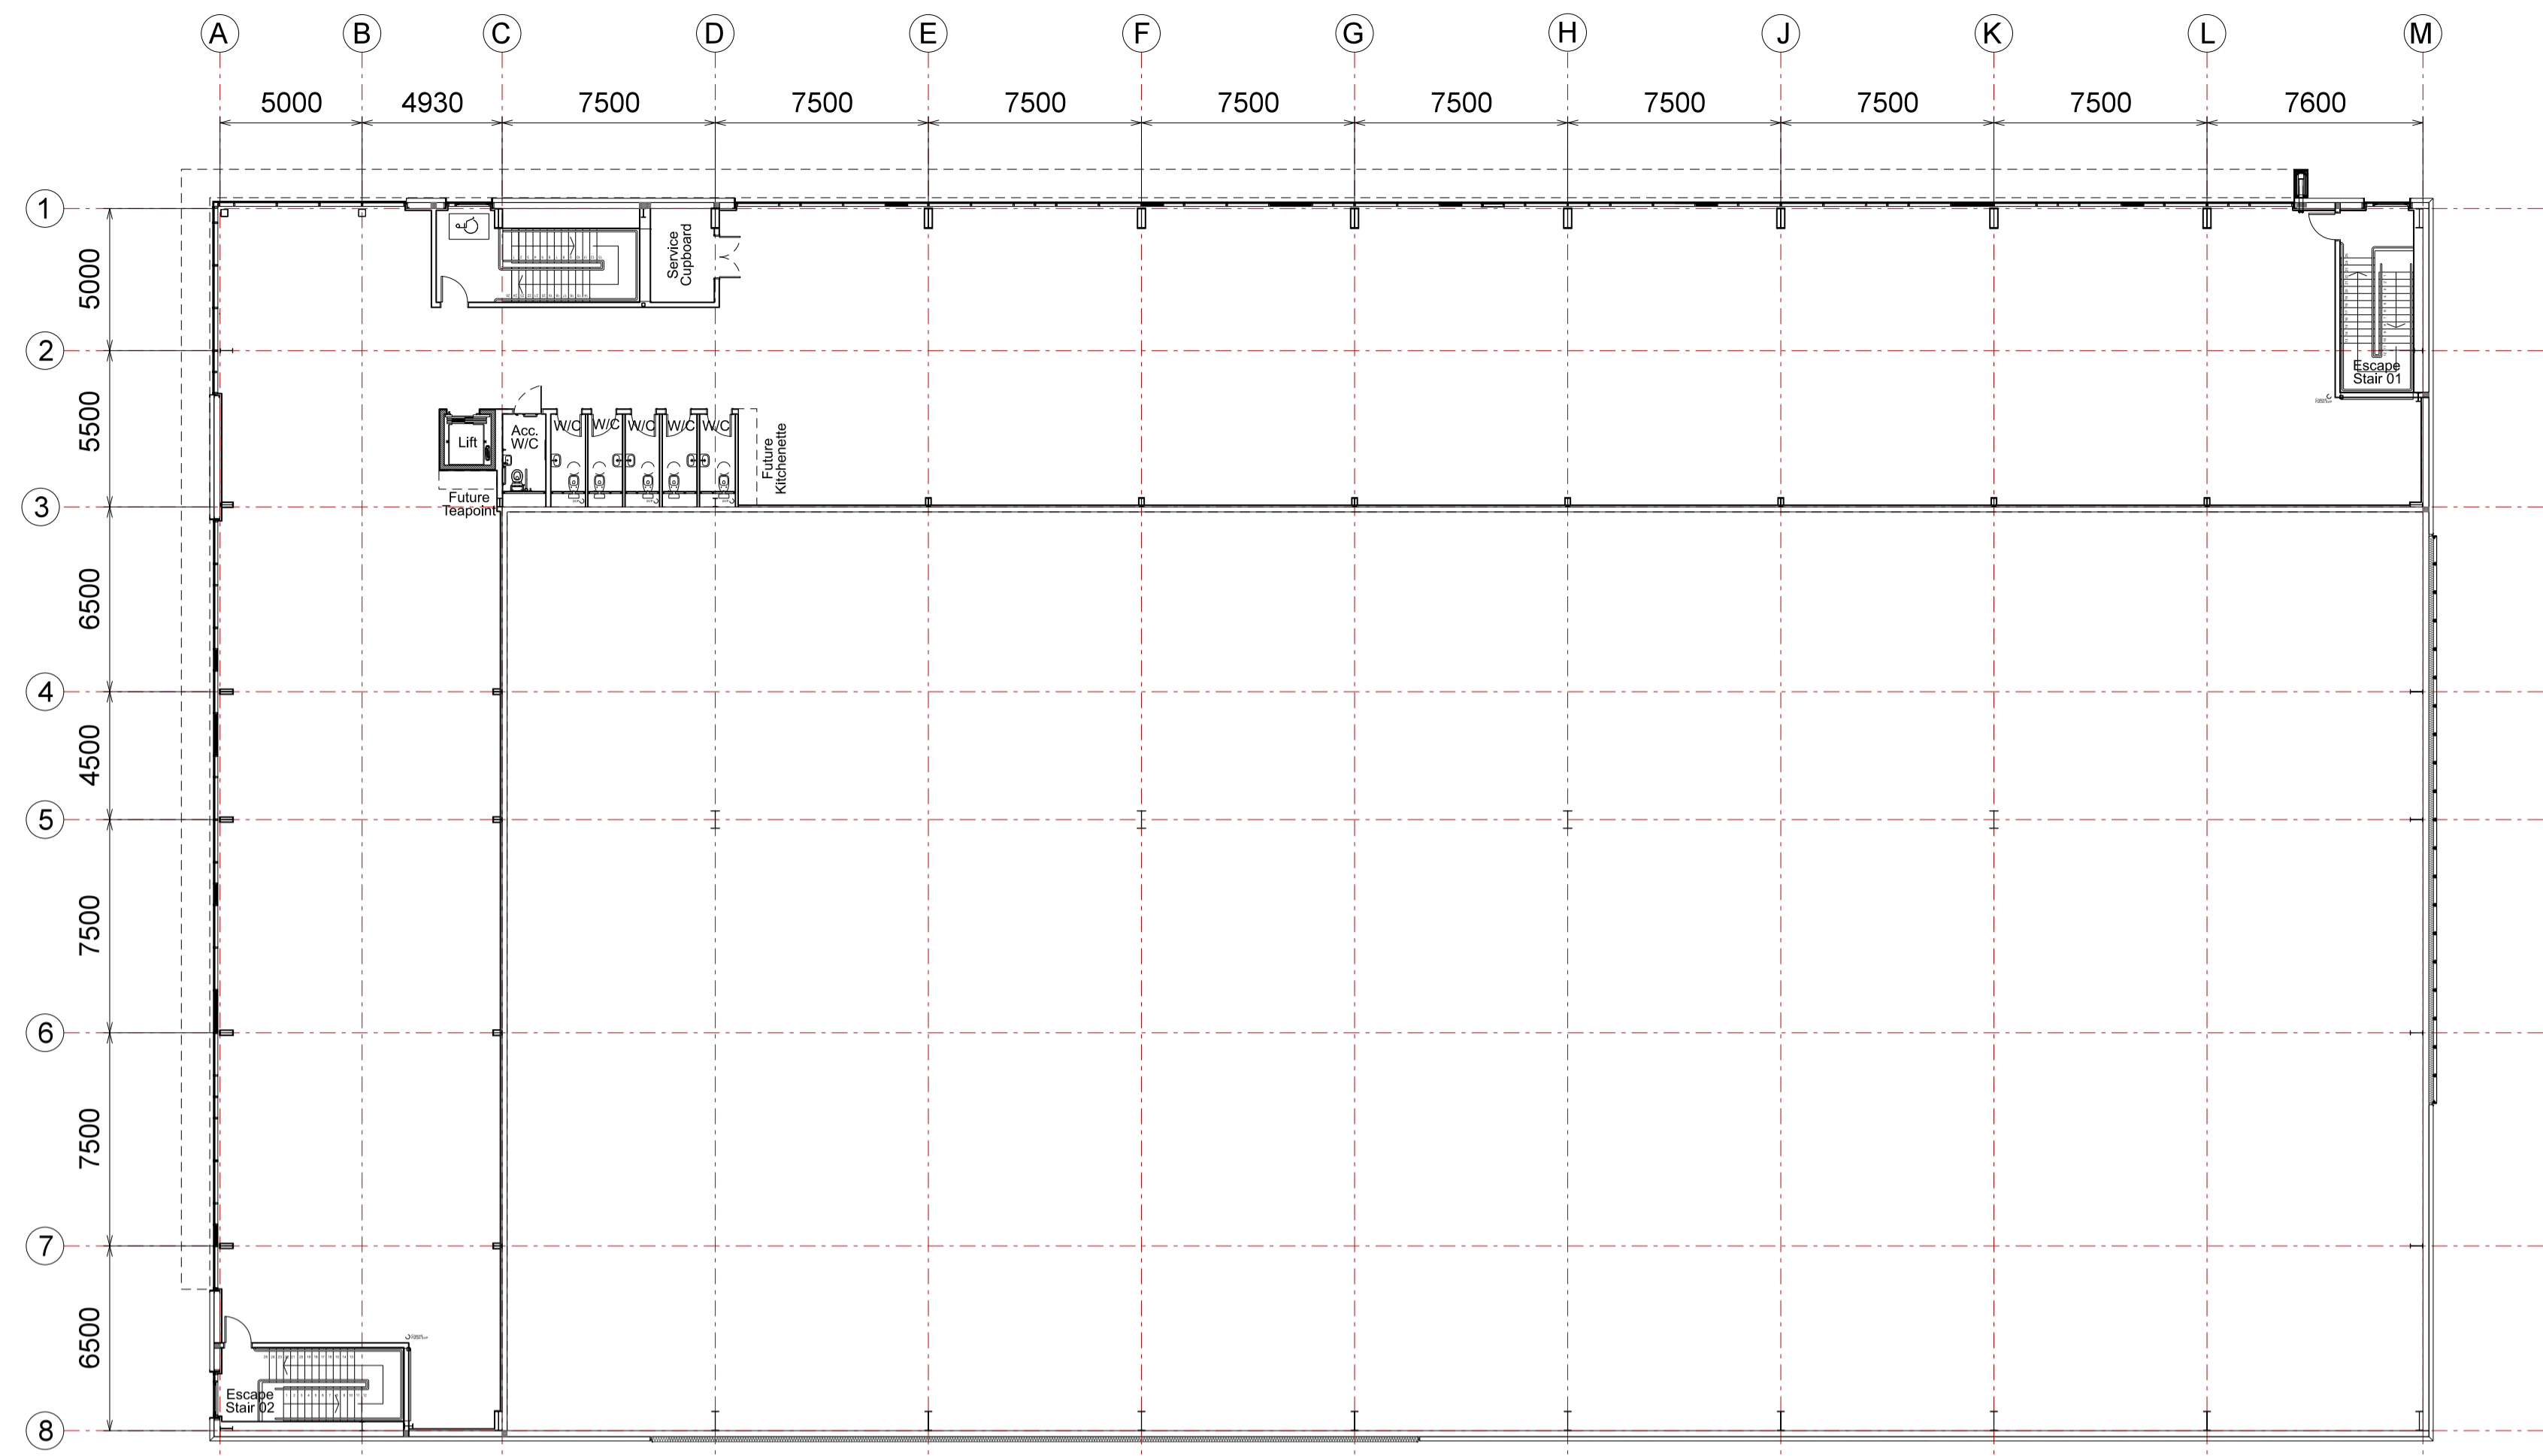 A B C D E F G H J K L M
5000 4930 7500 7500 7500 7500 7500 7500 7500 7500 7600
1
5000
2
5500
3
6500
4
4500
5
7500
6
7500
7
6500
8
Service
Cupboard
Escape
Stair 01
Lift
Acc.
W/C
W/C W/C W/C W/C W/C
Future
Kitchenette
Future
Teapoint
Escape
Stair 02